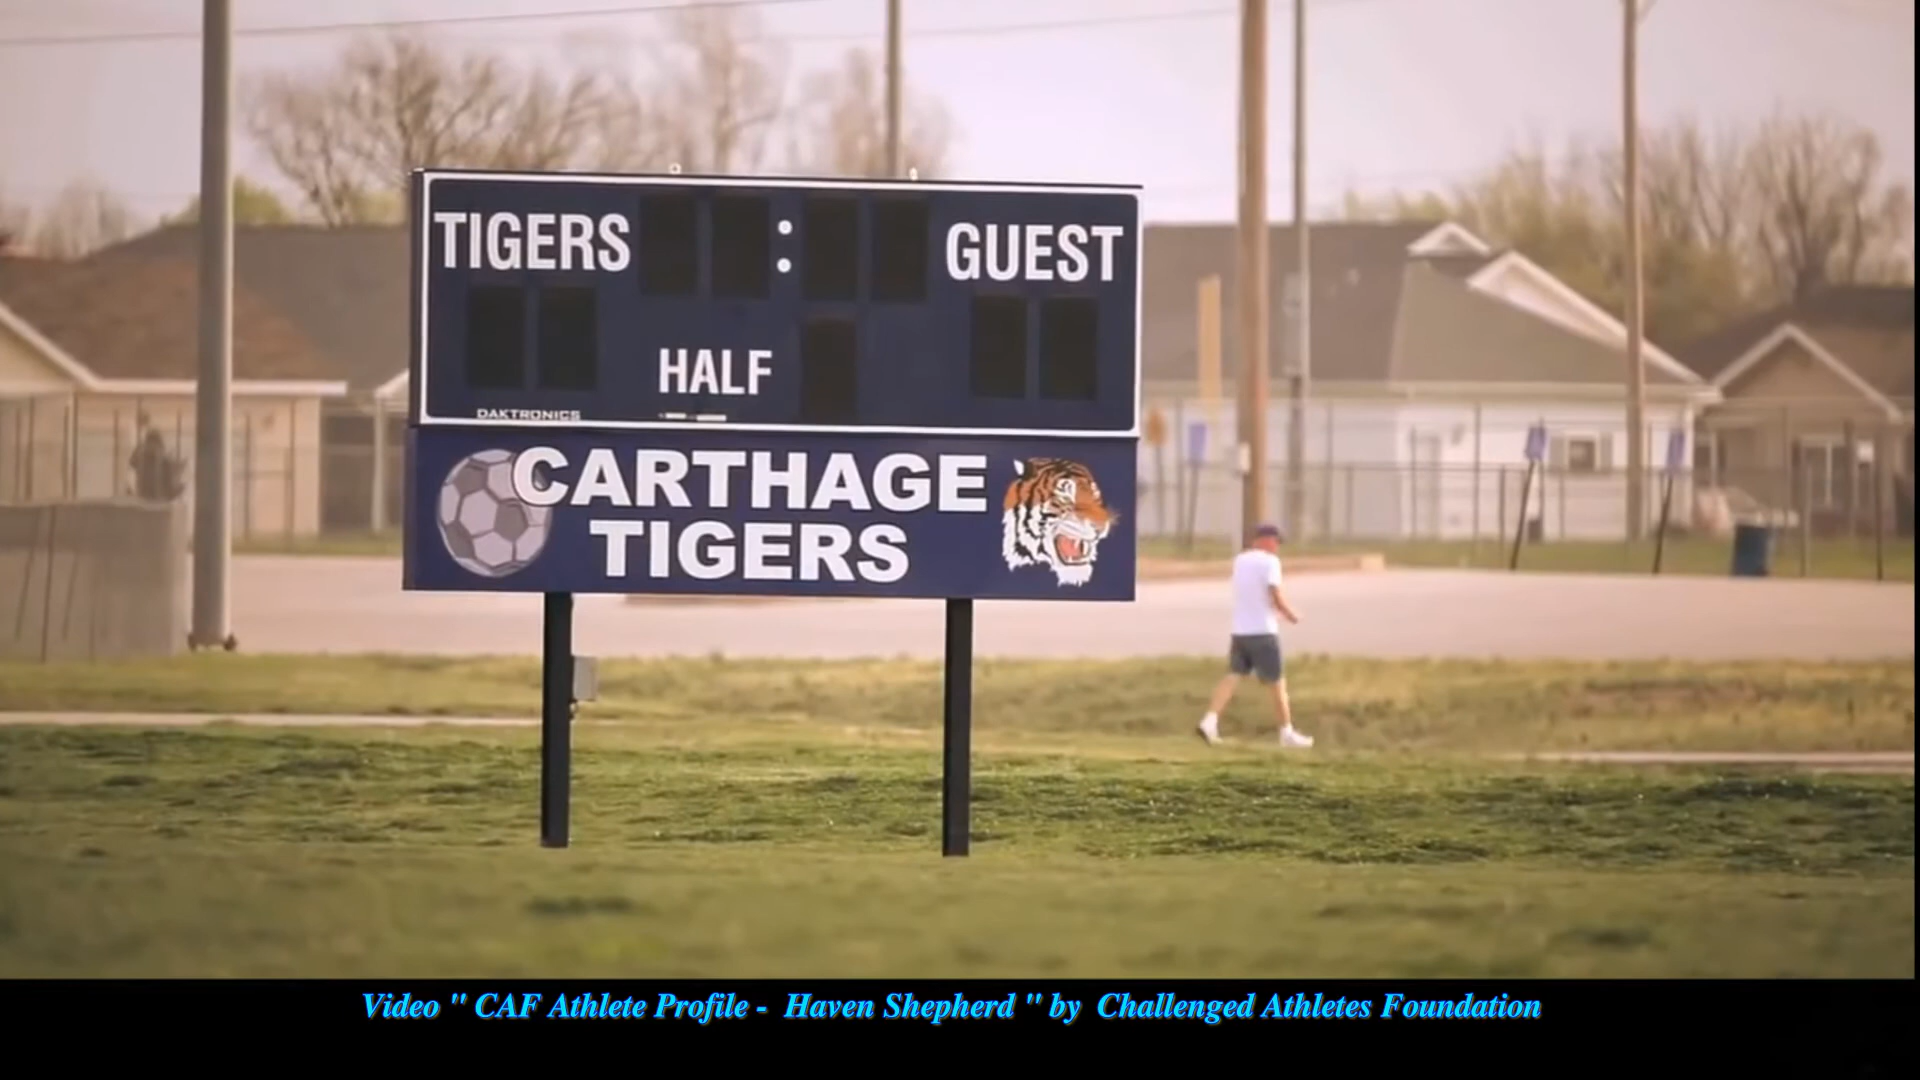 TIGERS : GUEST
HALF
DAKTRONICS
CARTHAGE
TIGERS
Video " CAF Athlete Profile - Haven Shepherd " by Challenged Athletes Foundation